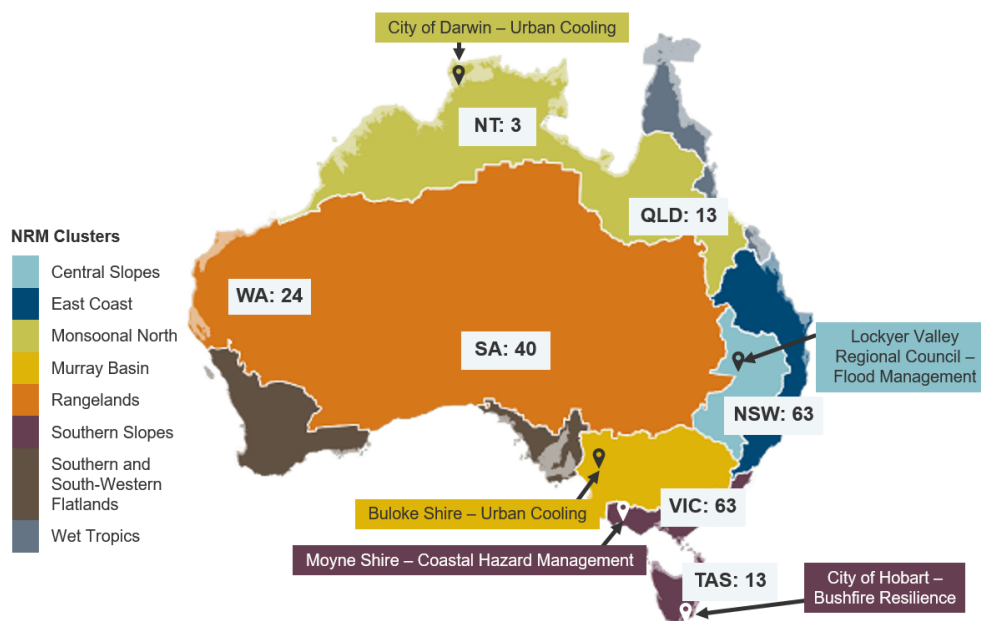 City of Darwin – Urban Cooling
NT: 3
QLD: 13
NRM Clusters
Central Slopes
East Coast
Monsoonal North
Murray Basin
Rangelands
Southern Slopes
Southern and
South-Western
Flatlands
Wet Tropics
WA: 24
SA: 40
Lockyer Valley
Regional Council –
Flood Management
NSW: 63
Buloke Shire – Urban Cooling
VIC: 63
Moyne Shire – Coastal Hazard Management
TAS: 13
City of Hobart –
Bushfire Resilience